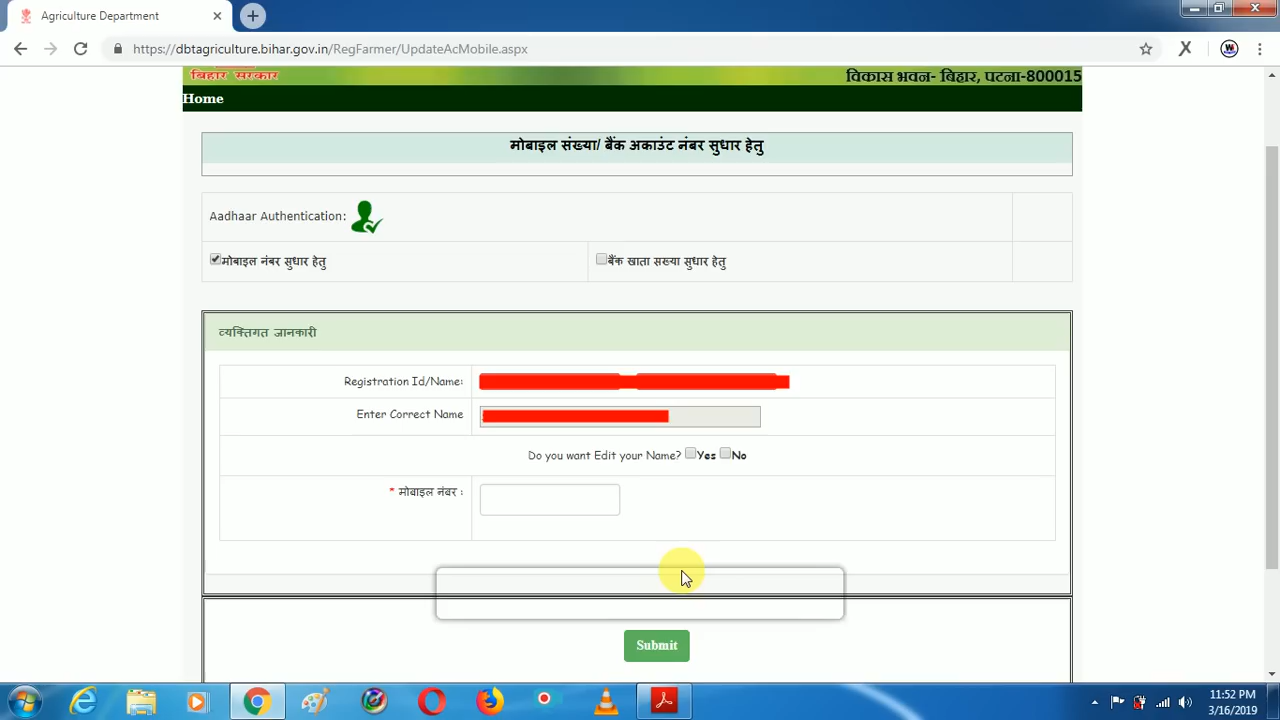 Agriculture Department
https://dbtagriculture.bihar.gov.in/RegFarmer/UpdateAcMobile.aspx
बिहार सरकार
विकास भवन- बिहार, पटना-800015
Home
मोबाइल संख्या/ बैंक अकाउंट नंबर सुधार हेतु
Aadhaar Authentication:
मोबाइल नंबर सुधार हेतु
बैंक खाता सख्या सुधार हेतु
व्यक्तिगत जानकारी
Registration Id/Name:
Enter Correct Name
Do you want Edit your Name? Yes No
* मोबाइल नंबर :
Submit
11:52 PM
3/16/2019